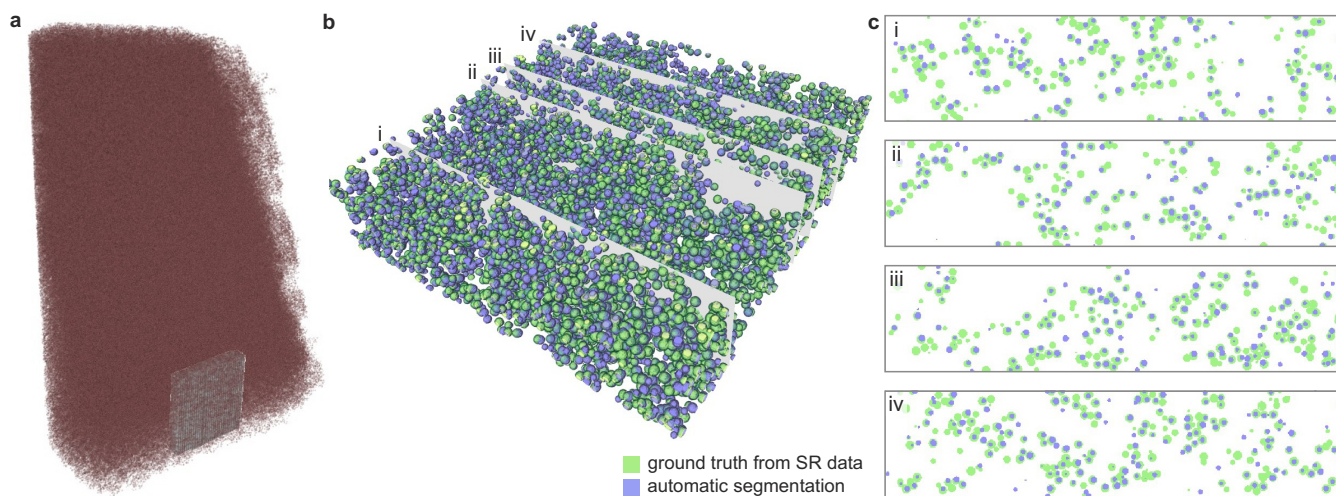 a
b
i
ii
iii
iv
ground truth from SR data
automatic segmentation
c
i
ii
iii
iv